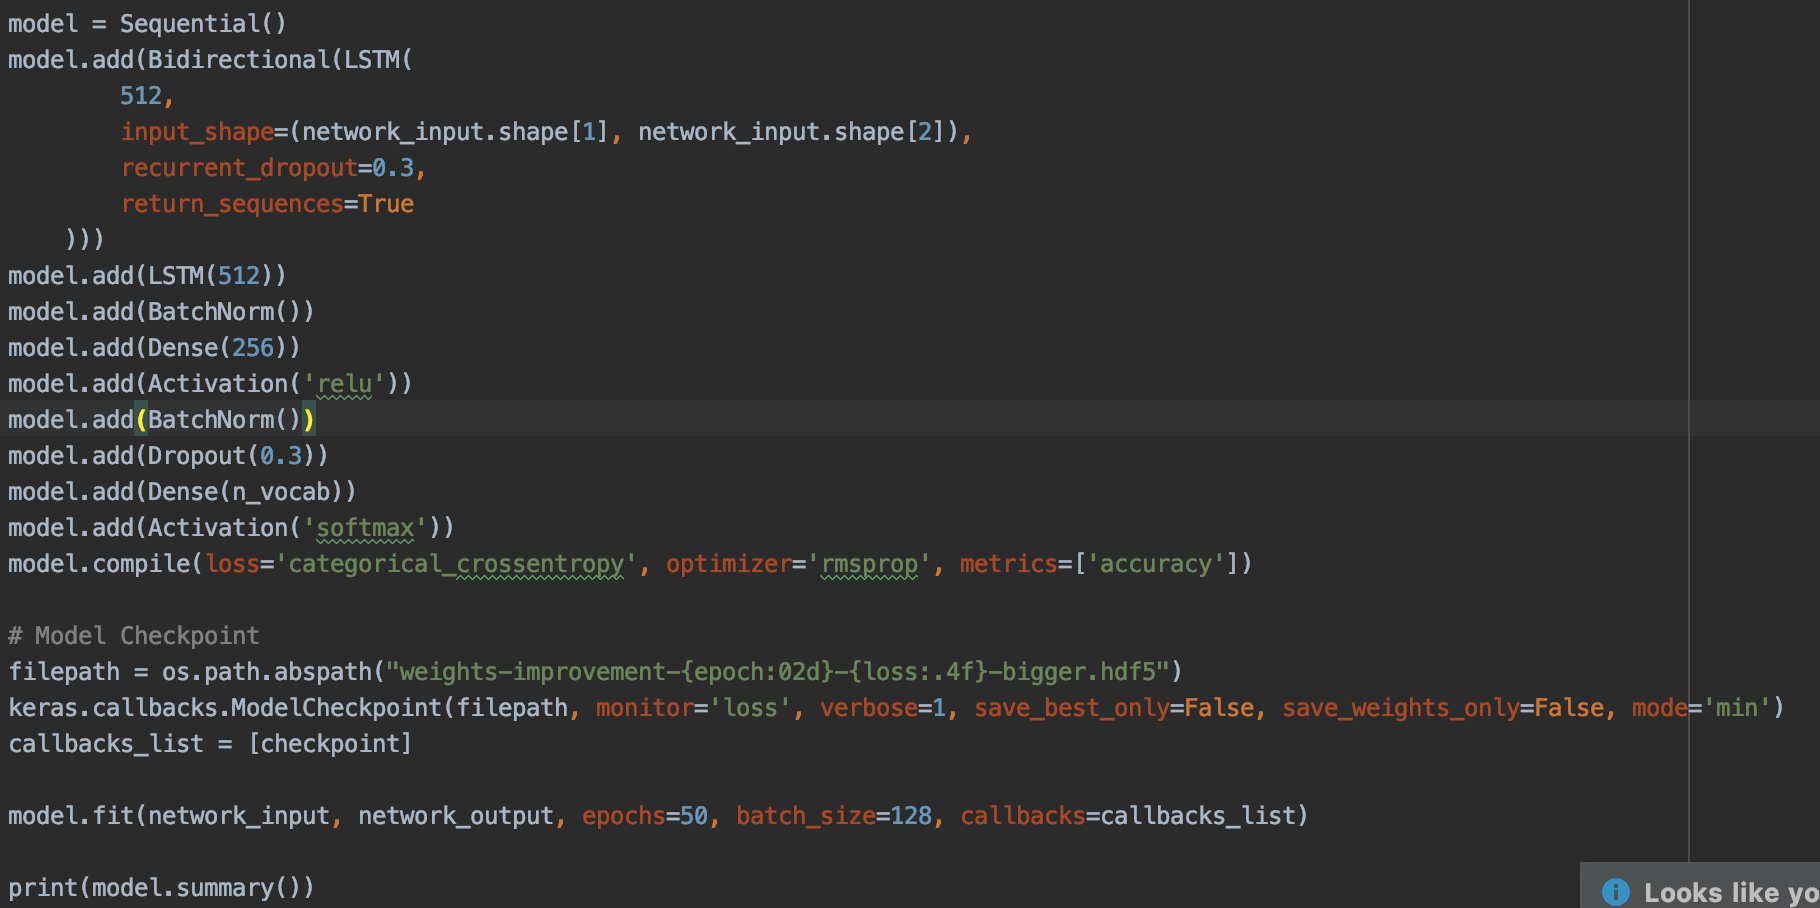 model = Sequential()
model.add(Bidirectional(LSTM(
        512,
        input_shape=(network_input.shape[1], network_input.shape[2]),
        recurrent_dropout=0.3,
        return_sequences=True
    )))
model.add(LSTM(512))
model.add(BatchNorm())
model.add(Dense(256))
model.add(Activation('relu'))
model.add(BatchNorm())
model.add(Dropout(0.3))
model.add(Dense(n_vocab))
model.add(Activation('softmax'))
model.compile(loss='categorical_crossentropy', optimizer='rmsprop', metrics=['accuracy'])

# Model Checkpoint
filepath = os.path.abspath("weights-improvement-{epoch:02d}-{loss:.4f}-bigger.hdf5")
keras.callbacks.ModelCheckpoint(filepath, monitor='loss', verbose=1, save_best_only=False, save_weights_only=False, mode='min')
callbacks_list = [checkpoint]

model.fit(network_input, network_output, epochs=50, batch_size=128, callbacks=callbacks_list)

print(model.summary())
Looks like yo